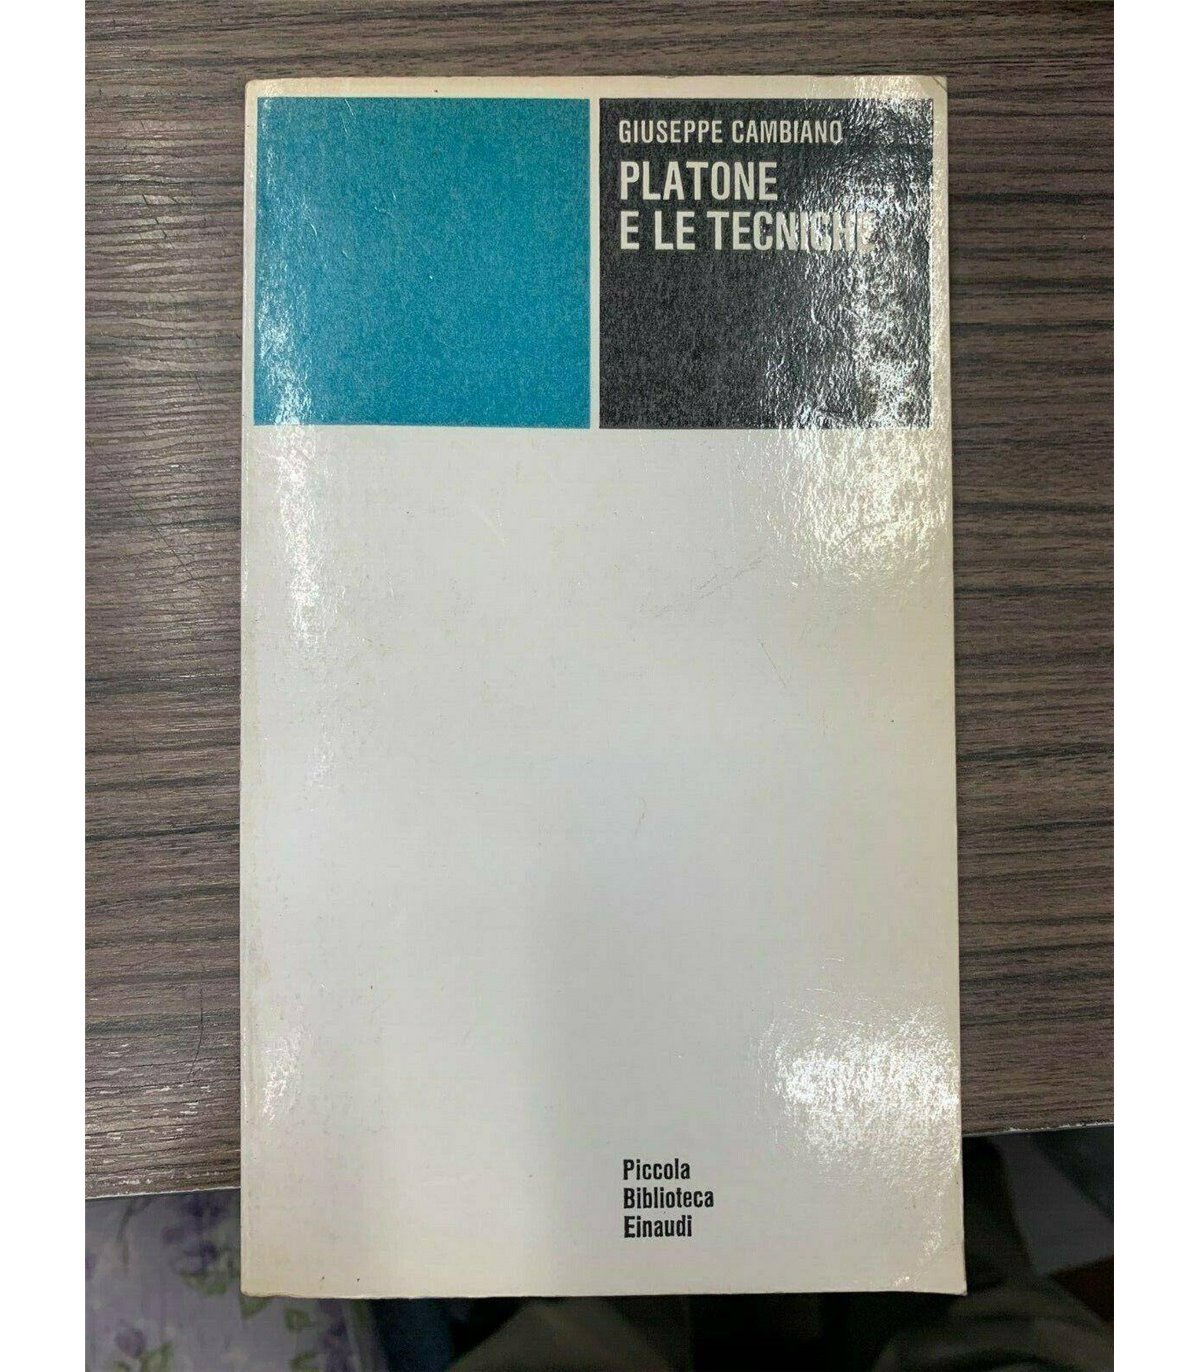 GIUSEPPE CAMBIANO
PLATONE
E LE TECNICHE
Piccola
Biblioteca
Einaudi